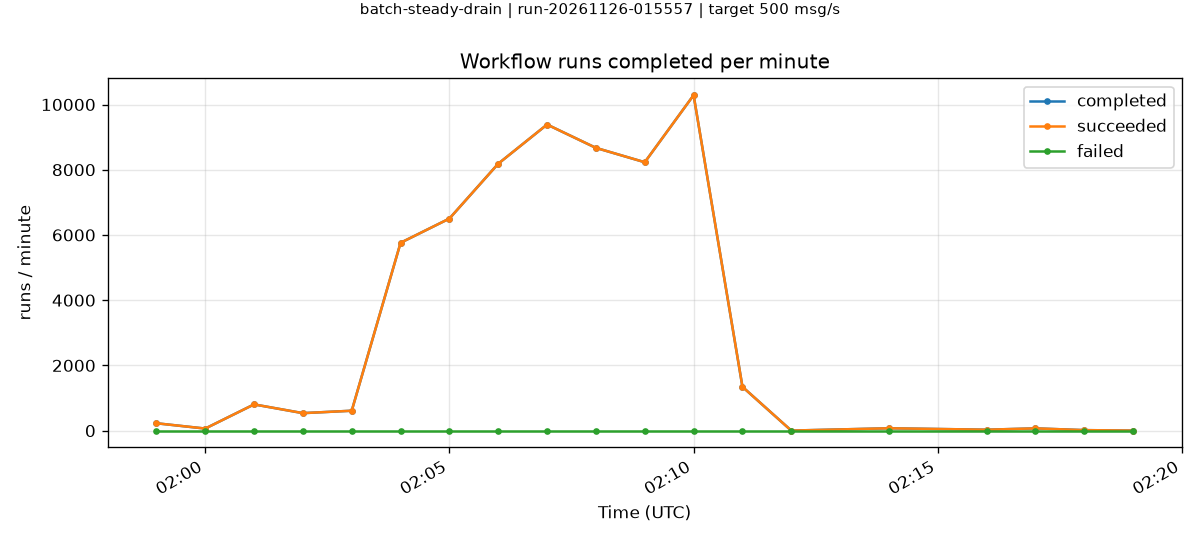 batch-steady-drain | run-20261126-015557 | target 500 msg/s
Workflow runs completed per minute
completed
succeeded
failed
10000
8000
6000
4000
2000
0
runs / minute
02:00
02:05
02:10
02:15
02:20
Time (UTC)